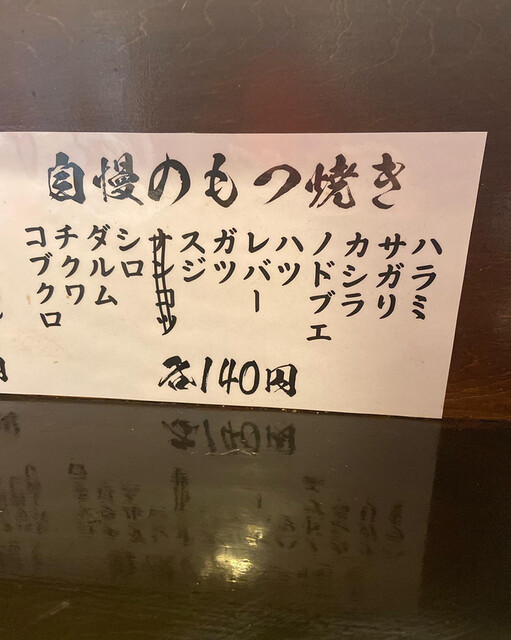 自慢のもつ焼き
ハラミ
サガリ
カシラ
ノドブエ
ハツ
レバー
ガツ
スジ
シロ
ダルム
チクワ
コブクロ
各140円
円